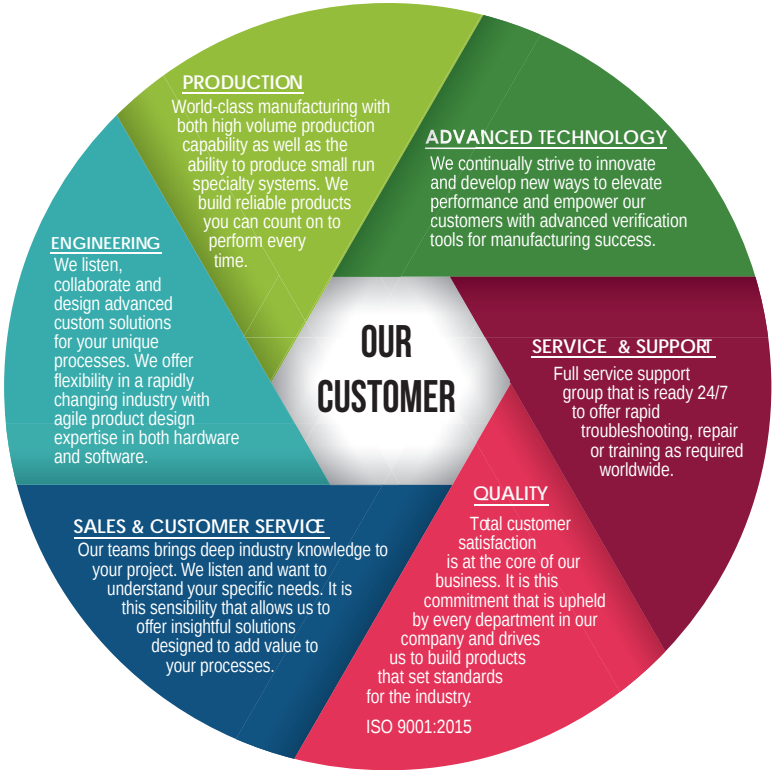 PRODUCTION
World-class manufacturing with
both high volume production
capability as well as the
ability to produce small run
specialty systems. We
build reliable products
you can count on to
perform every
time.
ADVANCED TECHNOLOGY
We continually strive to innovate
and develop new ways to elevate
performance and empower our
customers with advanced verification
tools for manufacturing success.
ENGINEERING
We listen,
collaborate and
design advanced
custom solutions
for your unique
processes. We offer
flexibility in a rapidly
changing industry with
agile product design
expertise in both hardware
and software.
OUR
CUSTOMER
SERVICE & SUPPORT
Full service support
group that is ready 24/7
to offer rapid
troubleshooting, repair
or training as required
worldwide.
SALES & CUSTOMER SERVICE
Our teams brings deep industry knowledge to
your project. We listen and want to
understand your specific needs. It is
this sensibility that allows us to
offer insightful solutions
designed to add value to
your processes.
QUALITY
Total customer
satisfaction
is at the core of our
business. It is this
commitment that is upheld
by every department in our
company and drives
us to build products
that set standards
for the industry.
ISO 9001:2015